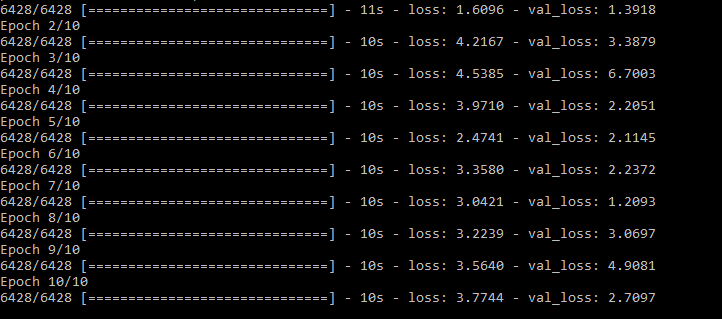 6428/6428 [==============================] - 11s - loss: 1.6096 - val_loss: 1.3918
Epoch 2/10
6428/6428 [==============================] - 10s - loss: 4.2167 - val_loss: 3.3879
Epoch 3/10
6428/6428 [==============================] - 10s - loss: 4.5385 - val_loss: 6.7003
Epoch 4/10
6428/6428 [==============================] - 10s - loss: 3.9710 - val_loss: 2.2051
Epoch 5/10
6428/6428 [==============================] - 10s - loss: 2.4741 - val_loss: 2.1145
Epoch 6/10
6428/6428 [==============================] - 10s - loss: 3.3580 - val_loss: 2.2372
Epoch 7/10
6428/6428 [==============================] - 10s - loss: 3.0421 - val_loss: 1.2093
Epoch 8/10
6428/6428 [==============================] - 10s - loss: 3.2239 - val_loss: 3.0697
Epoch 9/10
6428/6428 [==============================] - 10s - loss: 3.5640 - val_loss: 4.9081
Epoch 10/10
6428/6428 [==============================] - 10s - loss: 3.7744 - val_loss: 2.7097